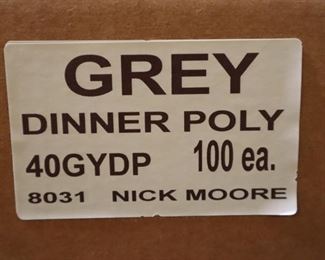 GREY
DINNER POLY
40GYDP 100 ea.
8031 NICK MOORE